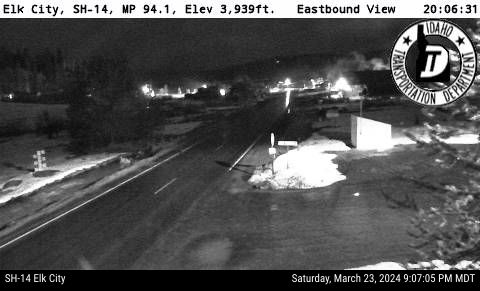 Elk City, SH-14, MP 94.1, Elev 3,939ft. Eastbound View 20:06:31
IDAHO
TRANSPORTATION DEPARTMENT
SH-14 Elk City Saturday, March 23, 2024 9:07:05 PM MDT